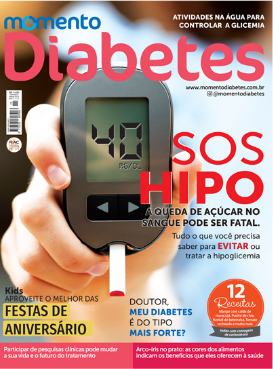 ATIVIDADES NA ÁGUA PARA
CONTROLAR A GLICEMIA
momento
Diabetes
www.momentodiabetes.com.br
@momentodiabetes
40
MG/DL
SOS
HIPO
A QUEDA DE AÇÚCAR NO
SANGUE PODE SER FATAL.
Tudo o que você precisa
saber para EVITAR ou
tratar a hipoglicemia
Kids
APROVEITE O MELHOR DAS
FESTAS DE
ANIVERSÁRIO
DOUTOR,
MEU DIABETES
É DO TIPO
MAIS FORTE?
12
Receitas
Participar de pesquisas clínicas pode mudar
a sua vida e o futuro do tratamento
Arco-íris no prato: as cores dos alimentos
indicam os benefícios que eles oferecem à saúde